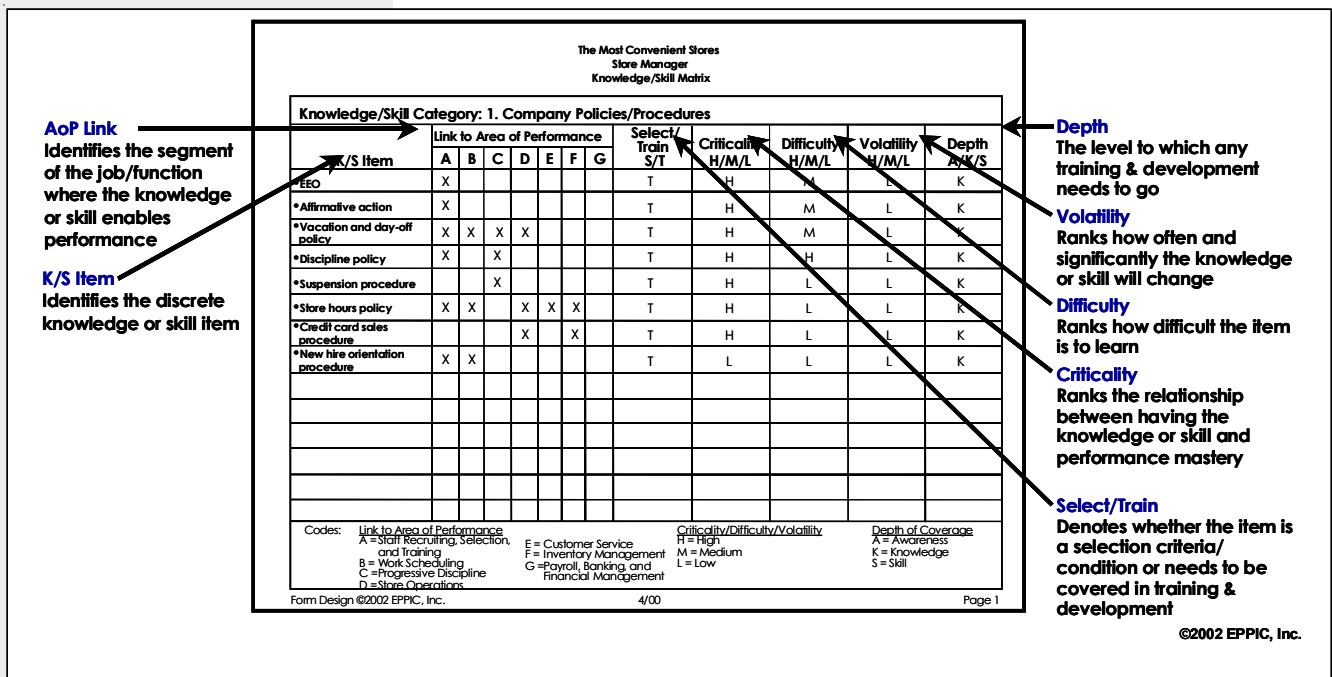 The Most Convenient Stores
Store Manager
Knowledge/Skill Matrix
Knowledge/Skill Category: 1. Company Policies/Procedures
K/S Item
Link to Area of Performance
A B C D E F G
Select/
Train
S/T
Criticality
H/M/L
Difficulty
H/M/L
Volatility
H/M/L
Depth
A/K/S
•EEO X T H M L K
•Affirmative action X T H M L K
•Vacation and day-off
policy X X X X T H M L K
•Discipline policy X X T H H L K
•Suspension procedure X T H L L K
•Store hours policy X X X X X T H L L K
•Credit card sales
procedure X X T H L L K
•New hire orientation
procedure X X T L L L K
Codes:
Link to Area of Performance
A =Staff Recruiting, Selection,
and Training
B = Work Scheduling
C =Progressive Discipline
D =Store Operations
E = Customer Service
F = Inventory Management
G =Payroll, Banking, and
Financial Management
Criticality/Difficulty/Volatility
H = High
M = Medium
L = Low
Depth of Coverage
A = Awareness
K = Knowledge
S = Skill
Form Design ©2002 EPPIC, Inc. 4/00 Page 1
AoP Link
Identifies the segment
of the job/function
where the knowledge
or skill enables
performance
K/S Item
Identifies the discrete
knowledge or skill item
Depth
The level to which any
training & development
needs to go
Volatility
Ranks how often and
significantly the knowledge
or skill will change
Difficulty
Ranks how difficult the item
is to learn
Criticality
Ranks the relationship
between having the
knowledge or skill and
performance mastery
Select/Train
Denotes whether the item is
a selection criteria/
condition or needs to be
covered in training &
development
©2002 EPPIC, Inc.